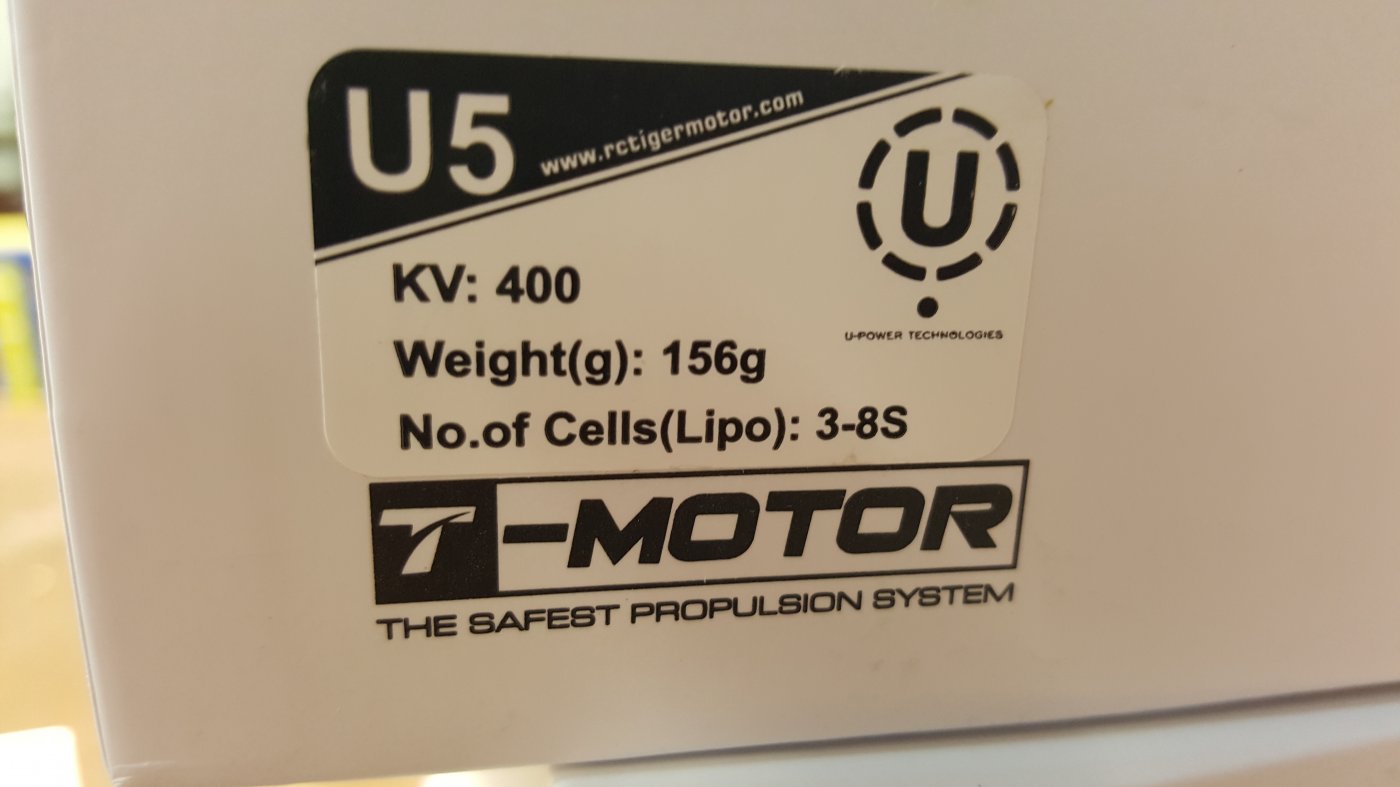 U5
www.rctigermotor.com
U
U-POWER TECHNOLOGIES
KV: 400
Weight(g): 156g
No.of Cells(Lipo): 3-8S
T-MOTOR
THE SAFEST PROPULSION SYSTEM